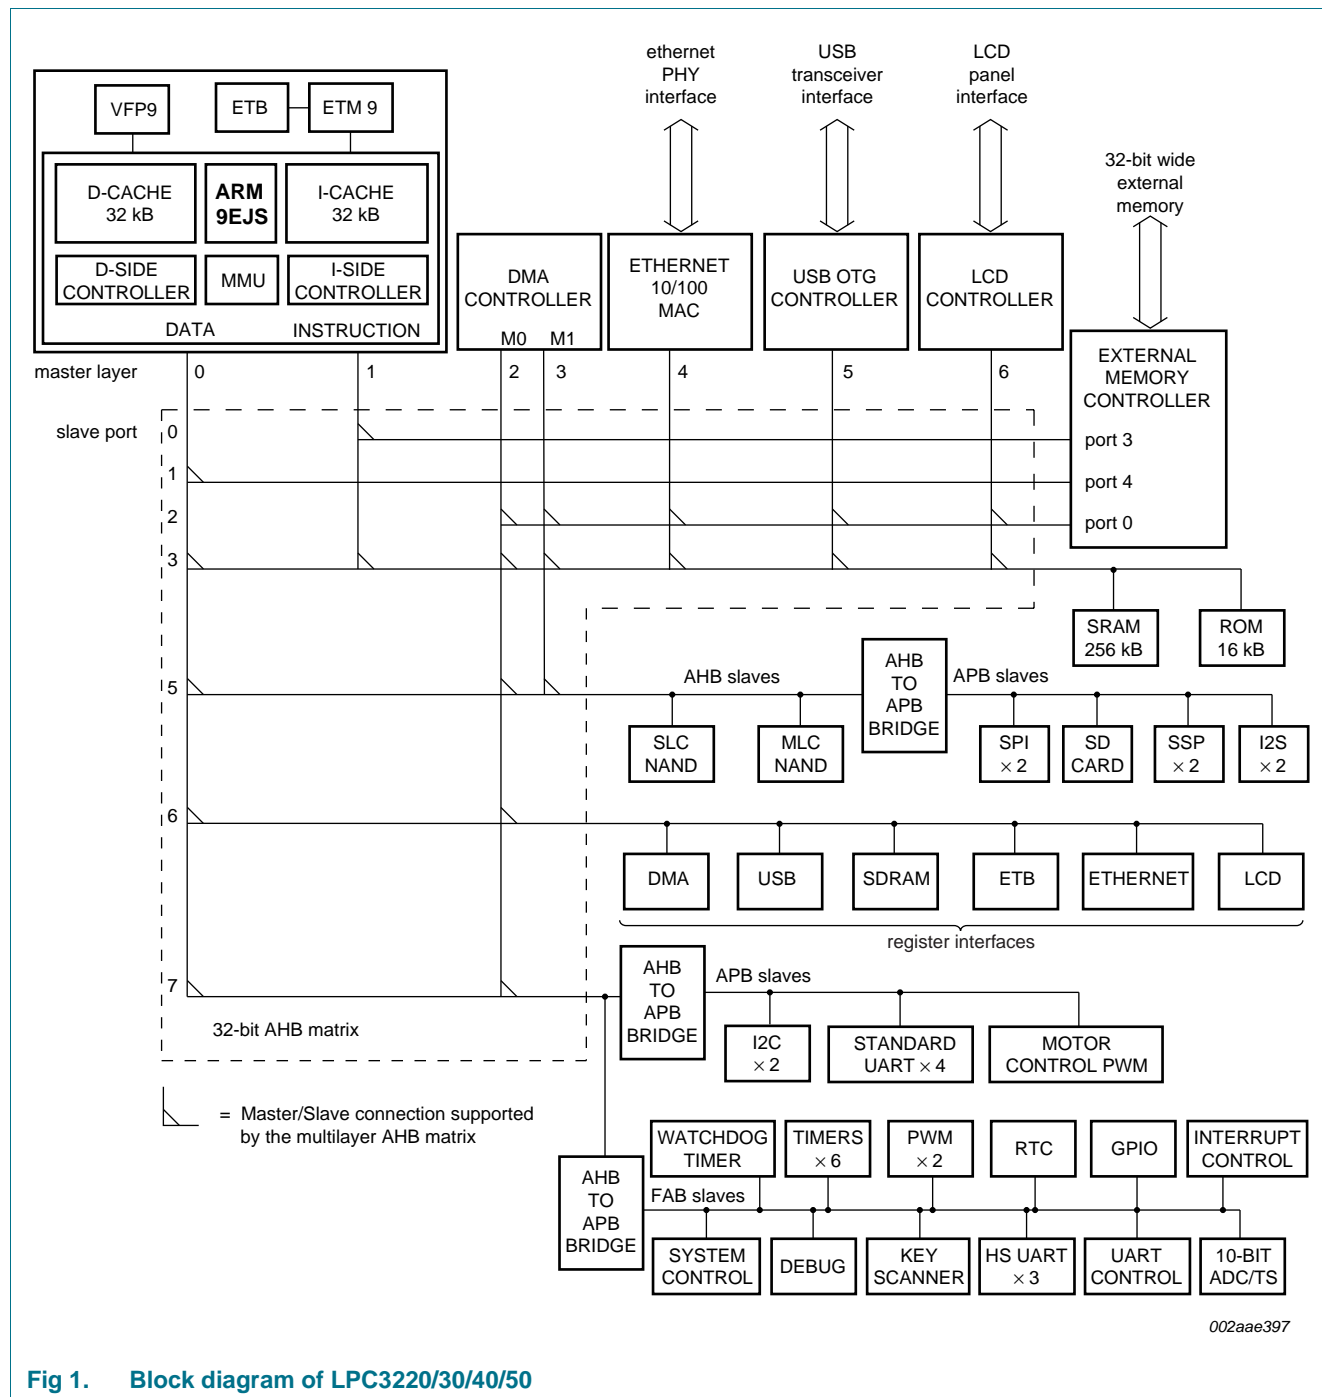 ethernet
PHY
interface
USB
transceiver
interface
LCD
panel
interface
32-bit wide
external
memory
VFP9
ETB
ETM 9
D-CACHE
32 kB
ARM
9EJS
I-CACHE
32 kB
D-SIDE
CONTROLLER
MMU
I-SIDE
CONTROLLER
DATA
INSTRUCTION
DMA
CONTROLLER
M0
M1
ETHERNET
10/100
MAC
USB OTG
CONTROLLER
LCD
CONTROLLER
EXTERNAL
MEMORY
CONTROLLER
port 3
port 4
port 0
master layer
0
1
2
3
4
5
6
slave port
0
1
2
3
5
6
7
SRAM
256 kB
ROM
16 kB
AHB slaves
AHB
TO
APB
BRIDGE
APB slaves
SLC
NAND
MLC
NAND
SPI
× 2
SD
CARD
SSP
× 2
I2S
× 2
DMA
USB
SDRAM
ETB
ETHERNET
LCD
register interfaces
AHB
TO
APB
BRIDGE
APB slaves
I2C
× 2
STANDARD
UART × 4
MOTOR
CONTROL PWM
32-bit AHB matrix
= Master/Slave connection supported
by the multilayer AHB matrix
AHB
TO
APB
BRIDGE
FAB slaves
WATCHDOG
TIMER
TIMERS
× 6
PWM
× 2
RTC
GPIO
INTERRUPT
CONTROL
SYSTEM
CONTROL
DEBUG
KEY
SCANNER
HS UART
× 3
UART
CONTROL
10-BIT
ADC/TS
002aae397
Fig 1. Block diagram of LPC3220/30/40/50